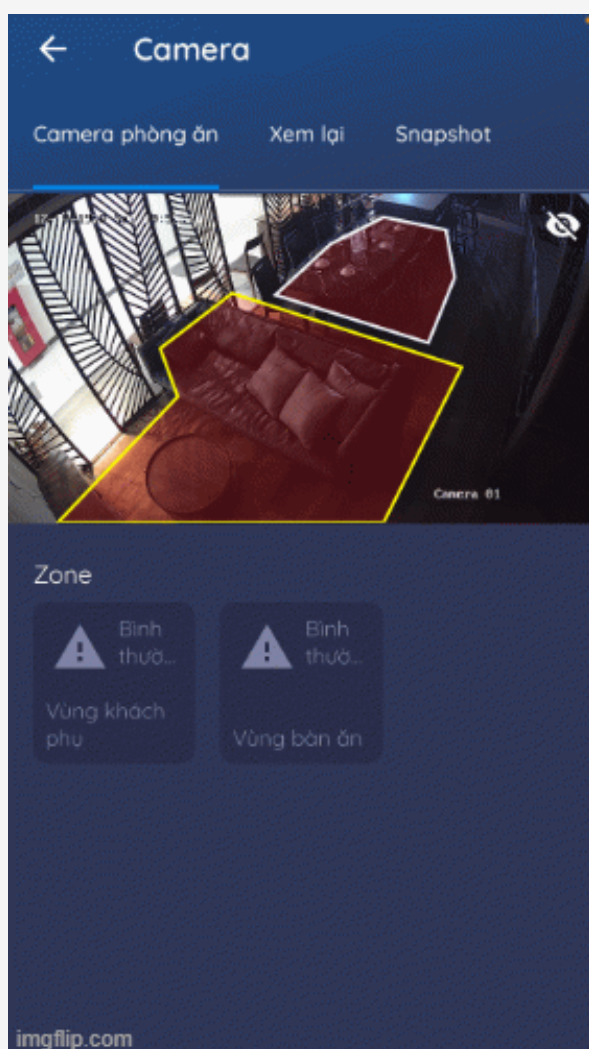 Camera
Camera phòng ăn Xem lại Snapshot
Camera 01
Zone
Bình
thườ...
Vùng khách
phụ
Bình
thườ...
Vùng bàn ăn
imgflip.com